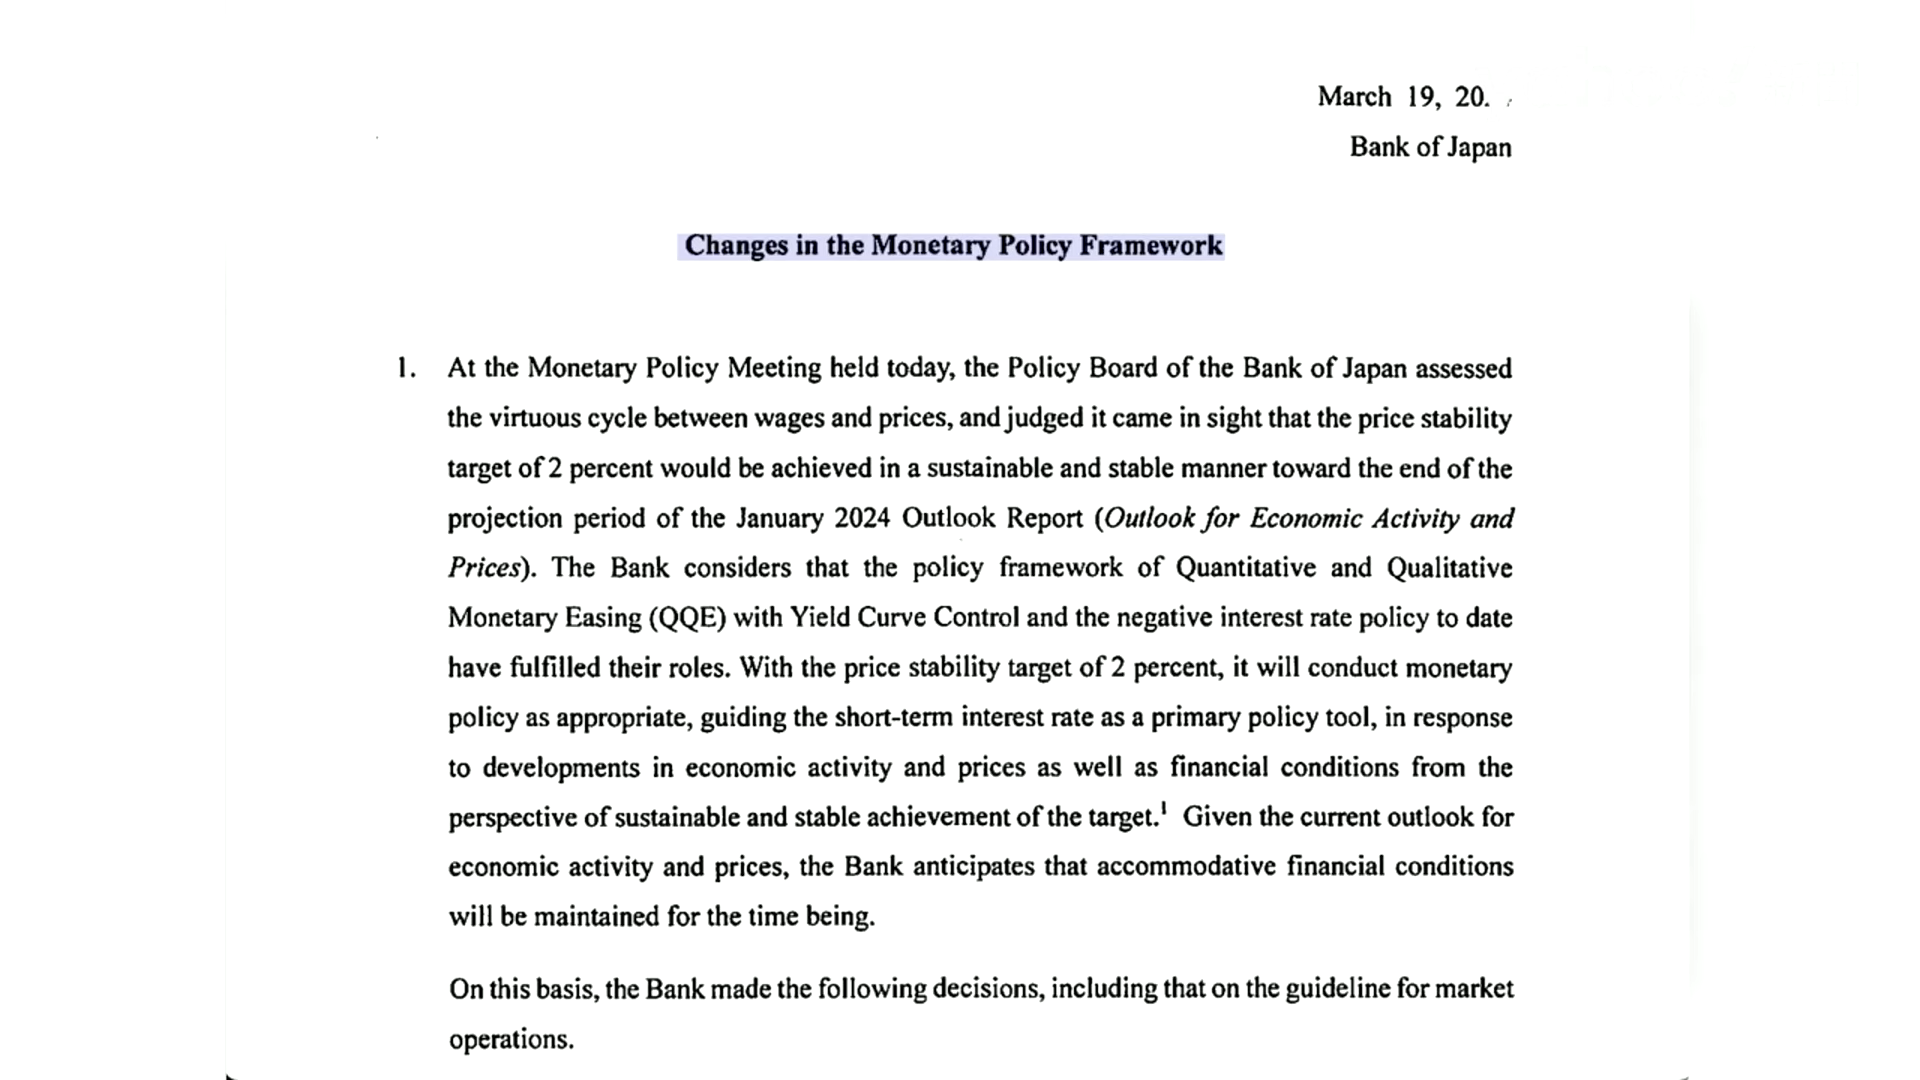 March 19, 20
Bank of Japan
Changes in the Monetary Policy Framework
1. At the Monetary Policy Meeting held today, the Policy Board of the Bank of Japan assessed
the virtuous cycle between wages and prices, and judged it came in sight that the price stability
target of 2 percent would be achieved in a sustainable and stable manner toward the end of the
projection period of the January 2024 Outlook Report (Outlook for Economic Activity and
Prices). The Bank considers that the policy framework of Quantitative and Qualitative
Monetary Easing (QQE) with Yield Curve Control and the negative interest rate policy to date
have fulfilled their roles. With the price stability target of 2 percent, it will conduct monetary
policy as appropriate, guiding the short-term interest rate as a primary policy tool, in response
to developments in economic activity and prices as well as financial conditions from the
perspective of sustainable and stable achievement of the target.¹ Given the current outlook for
economic activity and prices, the Bank anticipates that accommodative financial conditions
will be maintained for the time being.
On this basis, the Bank made the following decisions, including that on the guideline for market
operations.